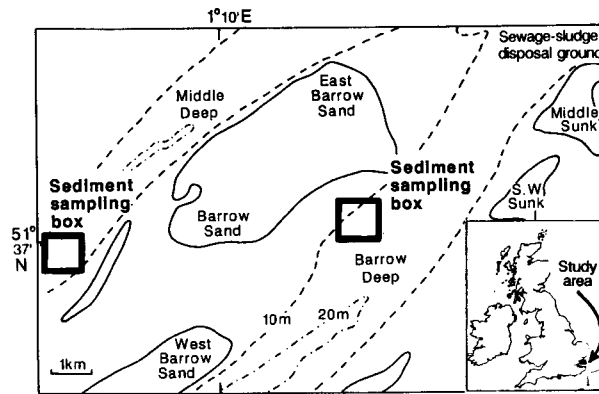 1° 10' E
Sewage-sludge
disposal ground
Middle
Deep
East
Barrow
Sand
Middle
Sunk
Sediment
sampling
box
Sediment
sampling
box
S.W.
Sunk
Barrow
Sand
51°
37'
N
Barrow
Deep
Study
area
10m
20m
West
Barrow
Sand
1km